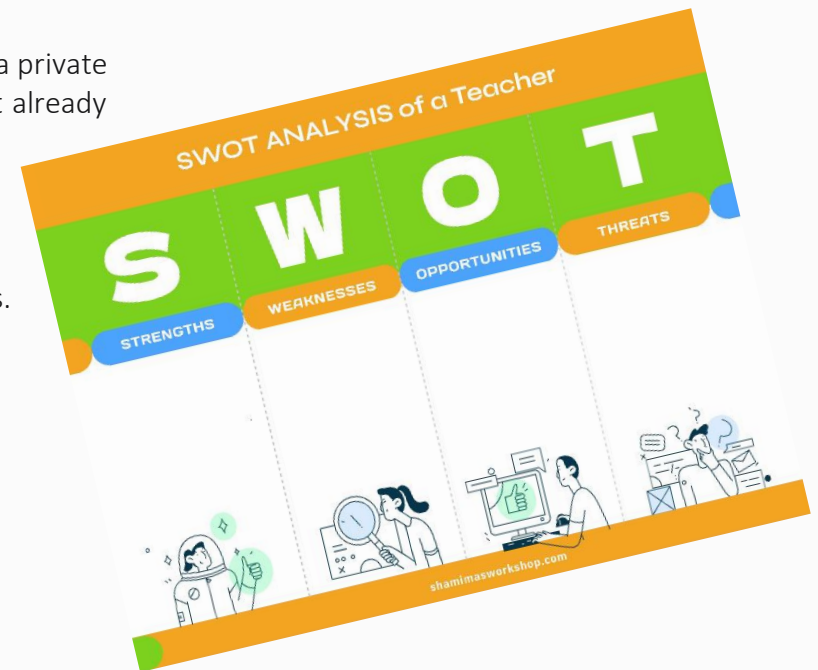 a private
already
SWOT ANALYSIS of a Teacher
S W O T
STRENGTHS
WEAKNESSES
OPPORTUNITIES
THREATS
shamimasworkshop.com